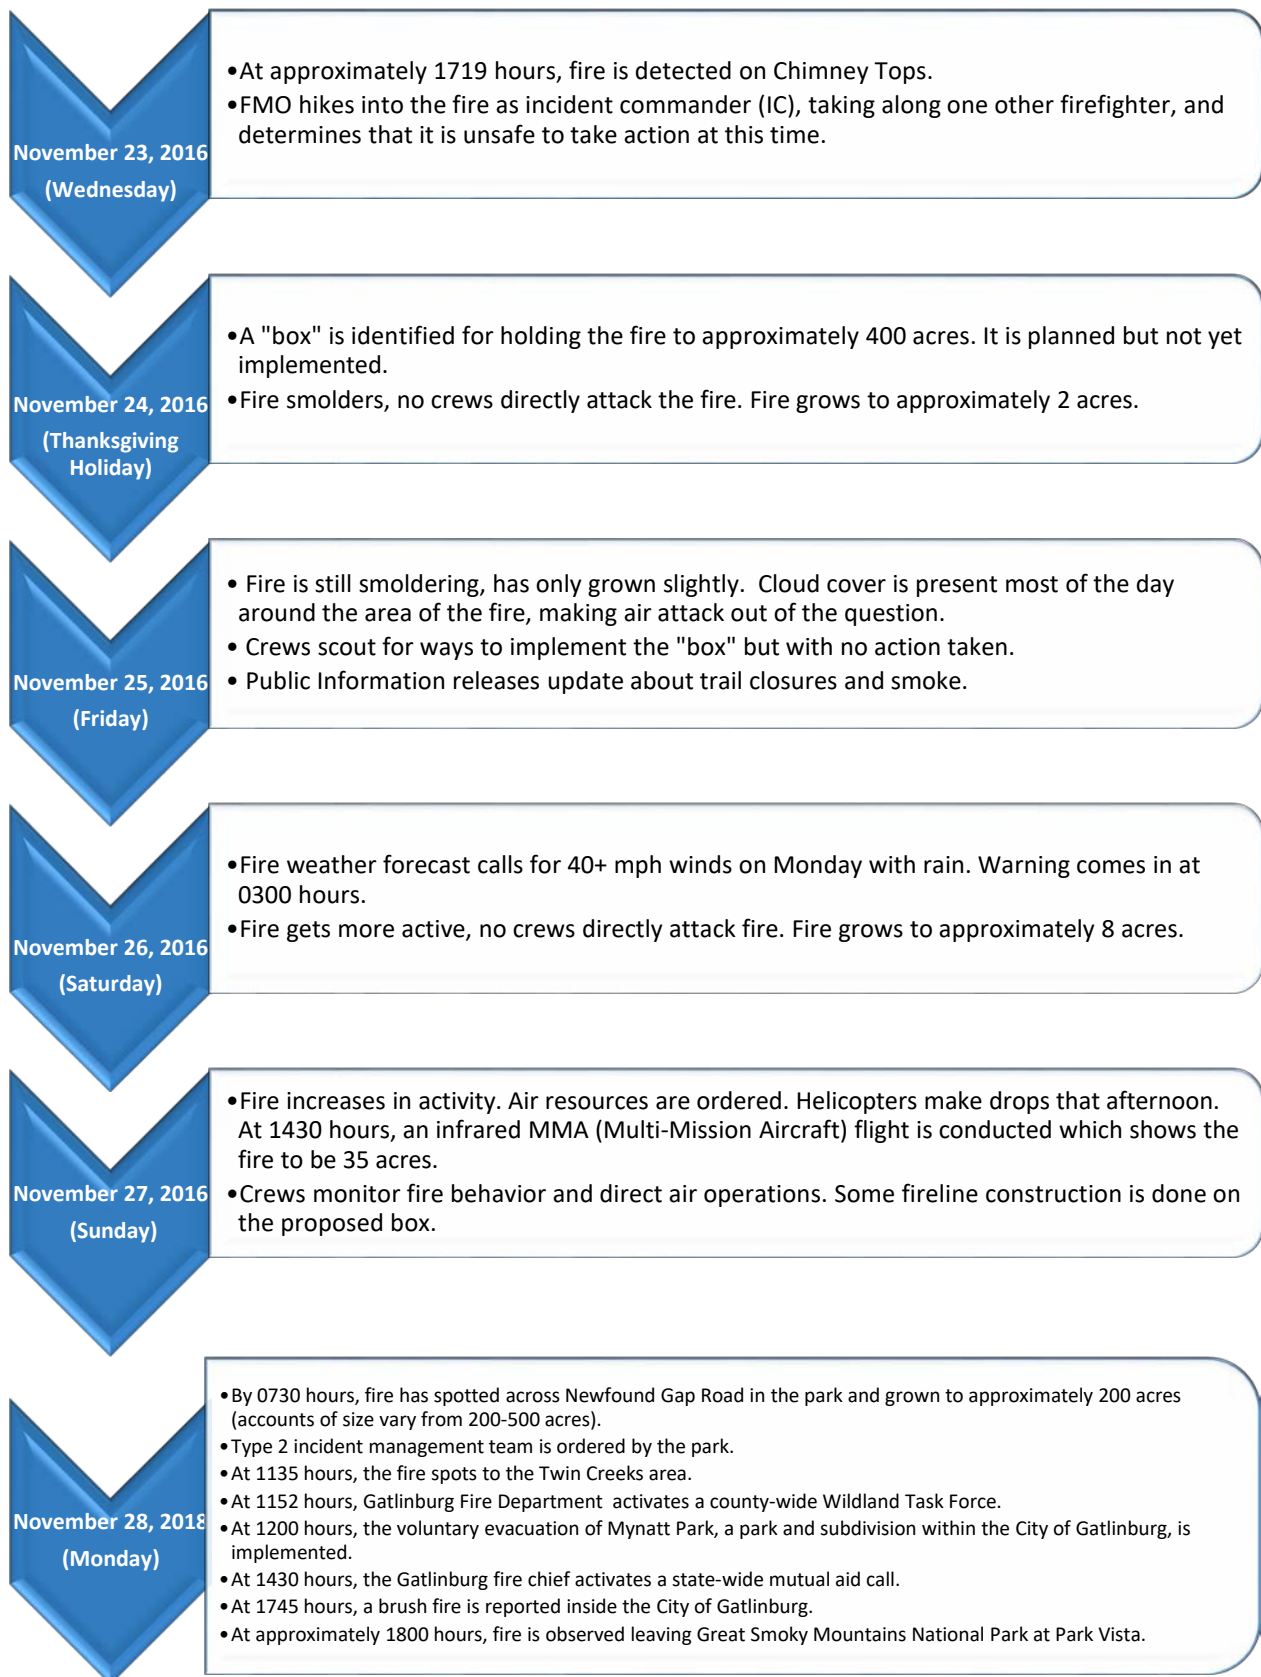 November 23, 2016
(Wednesday)
•At approximately 1719 hours, fire is detected on Chimney Tops.
•FMO hikes into the fire as incident commander (IC), taking along one other firefighter, and
determines that it is unsafe to take action at this time.
November 24, 2016
(Thanksgiving
Holiday)
•A "box" is identified for holding the fire to approximately 400 acres. It is planned but not yet
implemented.
•Fire smolders, no crews directly attack the fire. Fire grows to approximately 2 acres.
November 25, 2016
(Friday)
• Fire is still smoldering, has only grown slightly.  Cloud cover is present most of the day
around the area of the fire, making air attack out of the question.
• Crews scout for ways to implement the "box" but with no action taken.
• Public Information releases update about trail closures and smoke.
November 26, 2016
(Saturday)
•Fire weather forecast calls for 40+ mph winds on Monday with rain. Warning comes in at
0300 hours.
•Fire gets more active, no crews directly attack fire. Fire grows to approximately 8 acres.
November 27, 2016
(Sunday)
•Fire increases in activity. Air resources are ordered. Helicopters make drops that afternoon.
At 1430 hours, an infrared MMA (Multi-Mission Aircraft) flight is conducted which shows the
fire to be 35 acres.
•Crews monitor fire behavior and direct air operations. Some fireline construction is done on
the proposed box.
November 28, 2018
(Monday)
•By 0730 hours, fire has spotted across Newfound Gap Road in the park and grown to approximately 200 acres
(accounts of size vary from 200-500 acres).
•Type 2 incident management team is ordered by the park.
•At 1135 hours, the fire spots to the Twin Creeks area.
•At 1152 hours, Gatlinburg Fire Department  activates a county-wide Wildland Task Force.
•At 1200 hours, the voluntary evacuation of Mynatt Park, a park and subdivision within the City of Gatlinburg, is
implemented.
•At 1430 hours, the Gatlinburg fire chief activates a state-wide mutual aid call.
•At 1745 hours, a brush fire is reported inside the City of Gatlinburg.
•At approximately 1800 hours, fire is observed leaving Great Smoky Mountains National Park at Park Vista.